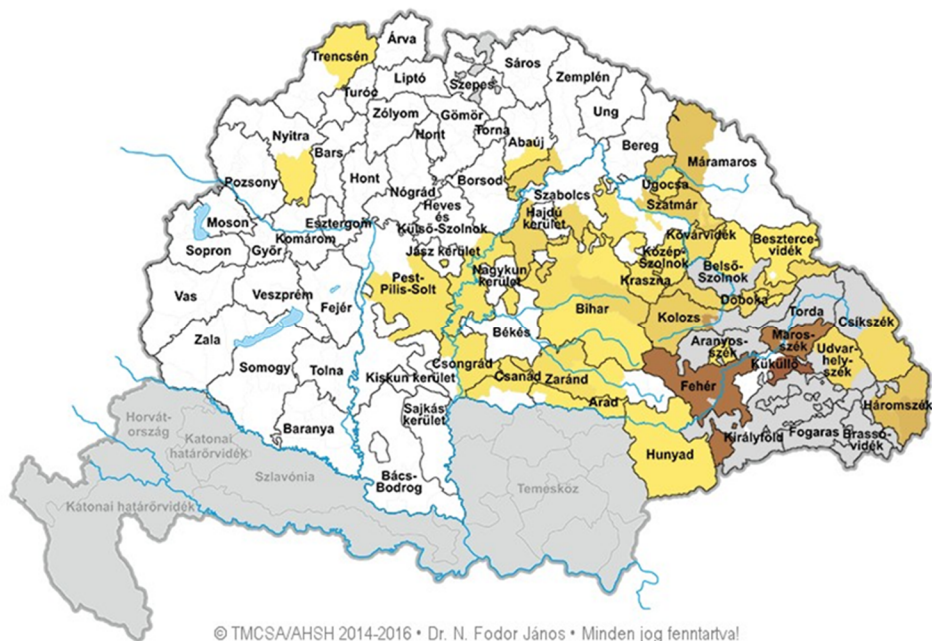 Árva
Trencsén
Liptó
Turóc
Szepes
Sáros
Zemplén
Zólyom
Gömör
Ung
Nyitra
Hont
Torna
Abaúj
Bereg
Máramaros
Bars
Pozsony
Hont
Nógrád
Borsod
Ugocsa
Szabolcs
Szatmár
Moson
Esztergom
Heves
és
Külső-Szolnok
Hajdú
kerület
Sopron
Győr
Komárom
Jász kerület
Kővárvidék
Beszterce-
vidék
Közép-
Szolnok
Belső-
Szolnok
Pest-
Pilis-Solt
Nagykun
kerület
Kraszna
Vas
Veszprém
Fejér
Bihar
Doboka
Kolozs
Torda
Csíkszék
Zala
Békés
Aranyos-
szék
Maros-
szék
Udvar-
hely-
szék
Somogy
Tolna
Csongrád
Kiskun kerület
Csanád
Zaránd
Fehér
Küküllő
Arad
Háromszék
Baranya
Sajkás
kerület
Királyföld
Fogaras
Brassó-
vidék
Horvát-
ország
Katonai
határőrvidék
Hunyad
Szlavónia
Bács-
Bodrog
Temesköz
Katonai határőrvidék
© TMCSA/AHSH 2014-2016 • Dr. N. Fodor János • Minden jog fenntartva!